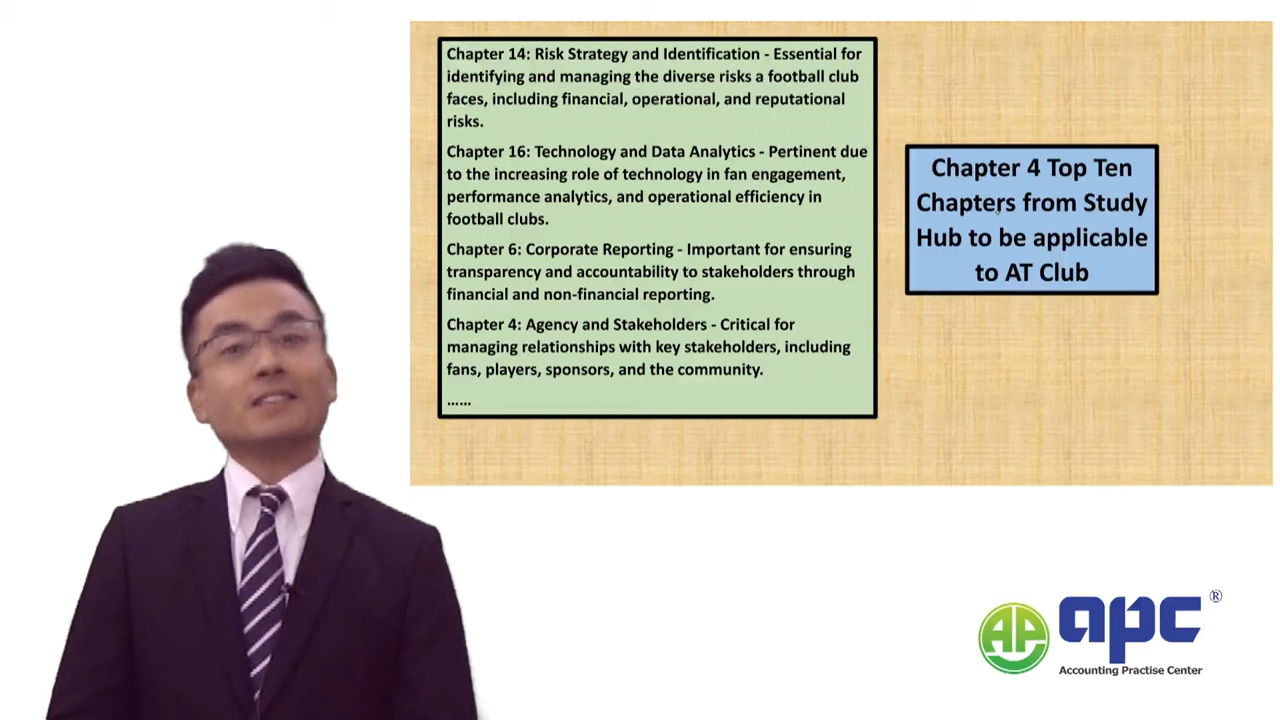 Chapter 14: Risk Strategy and Identification - Essential for
identifying and managing the diverse risks a football club
faces, including financial, operational, and reputational
risks.
Chapter 16: Technology and Data Analytics - Pertinent due
to the increasing role of technology in fan engagement,
performance analytics, and operational efficiency in
football clubs.
Chapter 6: Corporate Reporting - Important for ensuring
transparency and accountability to stakeholders through
financial and non-financial reporting.
Chapter 4: Agency and Stakeholders - Critical for
managing relationships with key stakeholders, including
fans, players, sponsors, and the community.
......
Chapter 4 Top Ten
Chapters from Study
Hub to be applicable
to AT Club
AP
apc ®
Accounting Practise Center